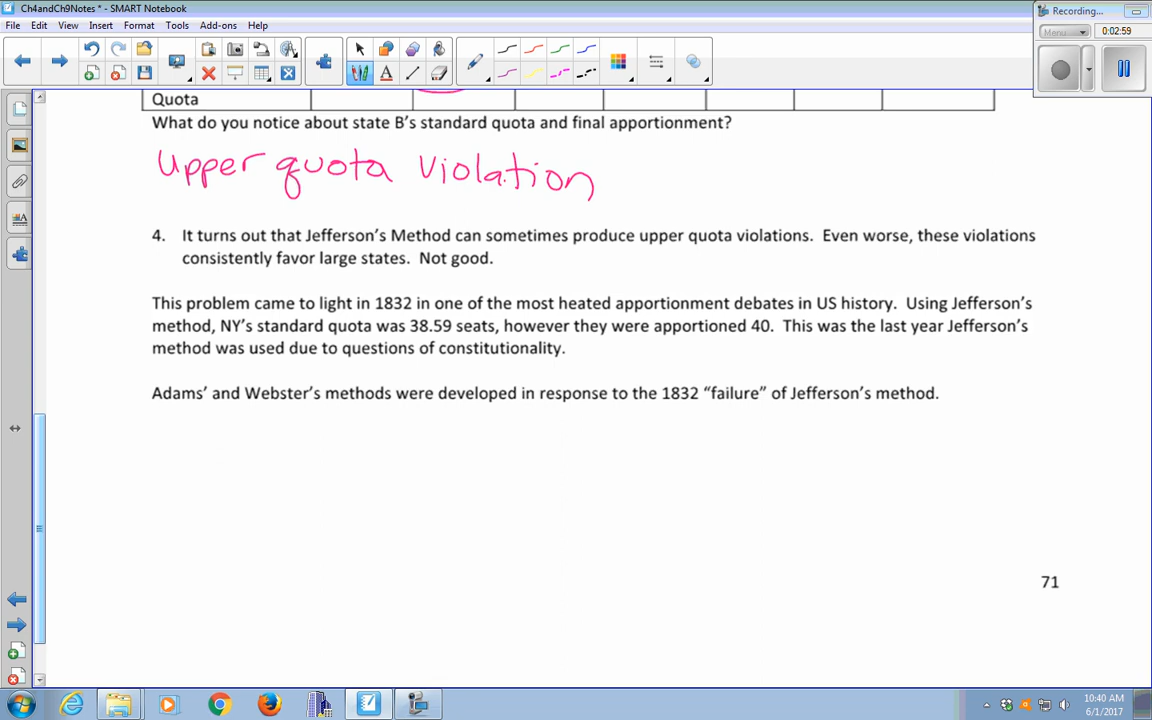 Ch4andCh9Notes * - SMART Notebook
Recording...
File Edit View Insert Format Tools Add-ons Help
Menu
0:02:59
Quota
What do you notice about state B's standard quota and final apportionment?
Upper quota violation
4. It turns out that Jefferson's Method can sometimes produce upper quota violations. Even worse, these violations
consistently favor large states. Not good.
This problem came to light in 1832 in one of the most heated apportionment debates in US history. Using Jefferson's
method, NY's standard quota was 38.59 seats, however they were apportioned 40. This was the last year Jefferson's
method was used due to questions of constitutionality.
Adams' and Webster's methods were developed in response to the 1832 “failure” of Jefferson's method.
71
10:40 AM
6/1/2017